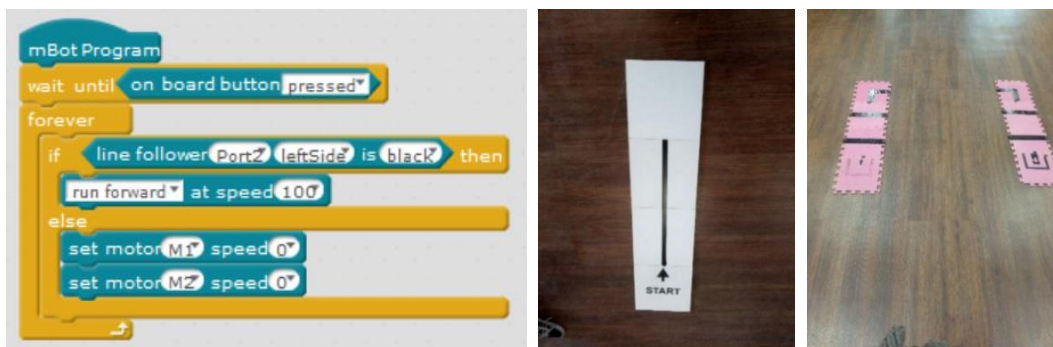 mBot Program
wait until on board button pressed
forever
if line follower Port2 leftSide is black then
run forward at speed 100
else
set motor M1 speed 0
set motor M2 speed 0
START